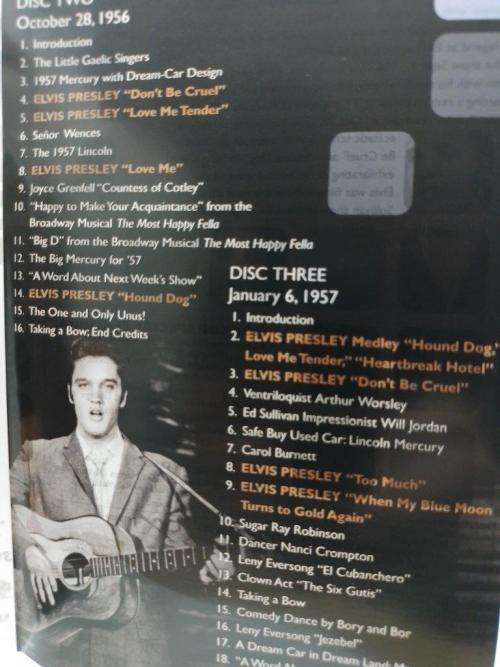 DISC TWO
October 28, 1956
1. Introduction
2. The Little Gaelic Singers
3. 1957 Mercury with Dream-Car Design
4. ELVIS PRESLEY "Don't Be Cruel"
5. ELVIS PRESLEY "Love Me Tender"
6. Señor Wences
7. The 1957 Lincoln
8. ELVIS PRESLEY "Love Me"
9. Joyce Grenfell "Countess of Cotley"
10. "Happy to Make Your Acquaintance" from the
Broadway Musical The Most Happy Fella
11. "Big D" from the Broadway Musical The Most Happy Fella
12. The Big Mercury for '57
13. "A Word About Next Week's Show"
14. ELVIS PRESLEY "Hound Dog"
15. The One and Only Unus!
16. Taking a Bow; End Credits
DISC THREE
January 6, 1957
1. Introduction
2. ELVIS PRESLEY Medley "Hound Dog,"
Love Me Tender," "Heartbreak Hotel"
3. ELVIS PRESLEY "Don't Be Cruel"
4. Ventriloquist Arthur Worsley
5. Ed Sullivan Impressionist Will Jordan
6. Safe Buy Used Car: Lincoln Mercury
7. Carol Burnett
8. ELVIS PRESLEY "Too Much"
9. ELVIS PRESLEY "When My Blue Moon
Turns to Gold Again"
10. Sugar Ray Robinson
11. Dancer Nanci Crompton
12. Leny Eversong "El Cubanchero"
13. Clown Act "The Six Gutis"
14. Taking a Bow
15. Comedy Dance by Bory and Bor
16. Leny Eversong "Jezebel"
17. A Dream Car in Dream Land:
18. "A Word